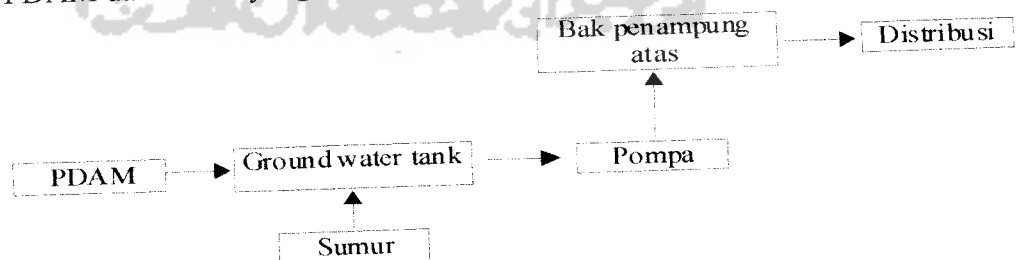 Bak penampung
atas
Distribusi
PDAM
Ground water tank
Pompa
Sumur